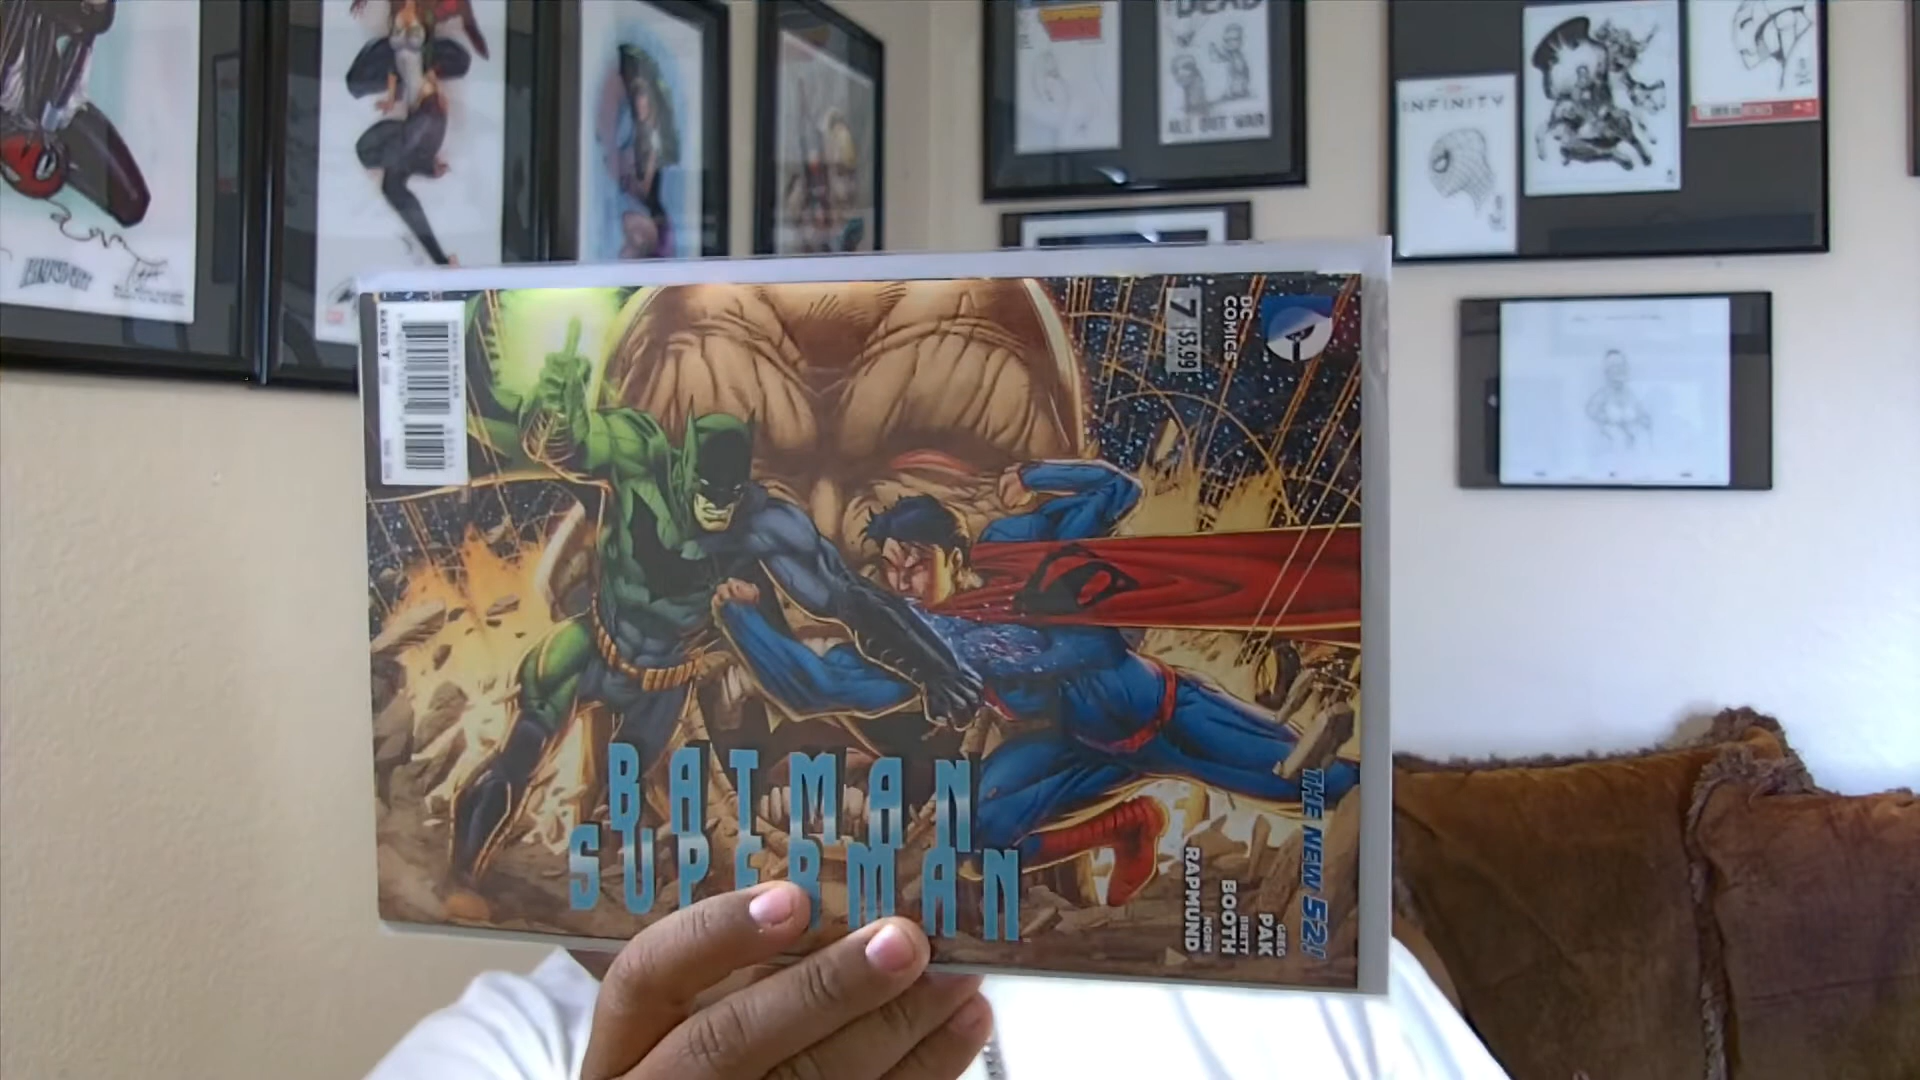 DEAD
ALL OUT WAR
INFINITY
RATED T
7
$3.99
DC
COMICS
BATMAN
SUPERMAN
THE NEW 52!
GREG
PAK
BRETT
BOOTH
NORM
RAPMUND